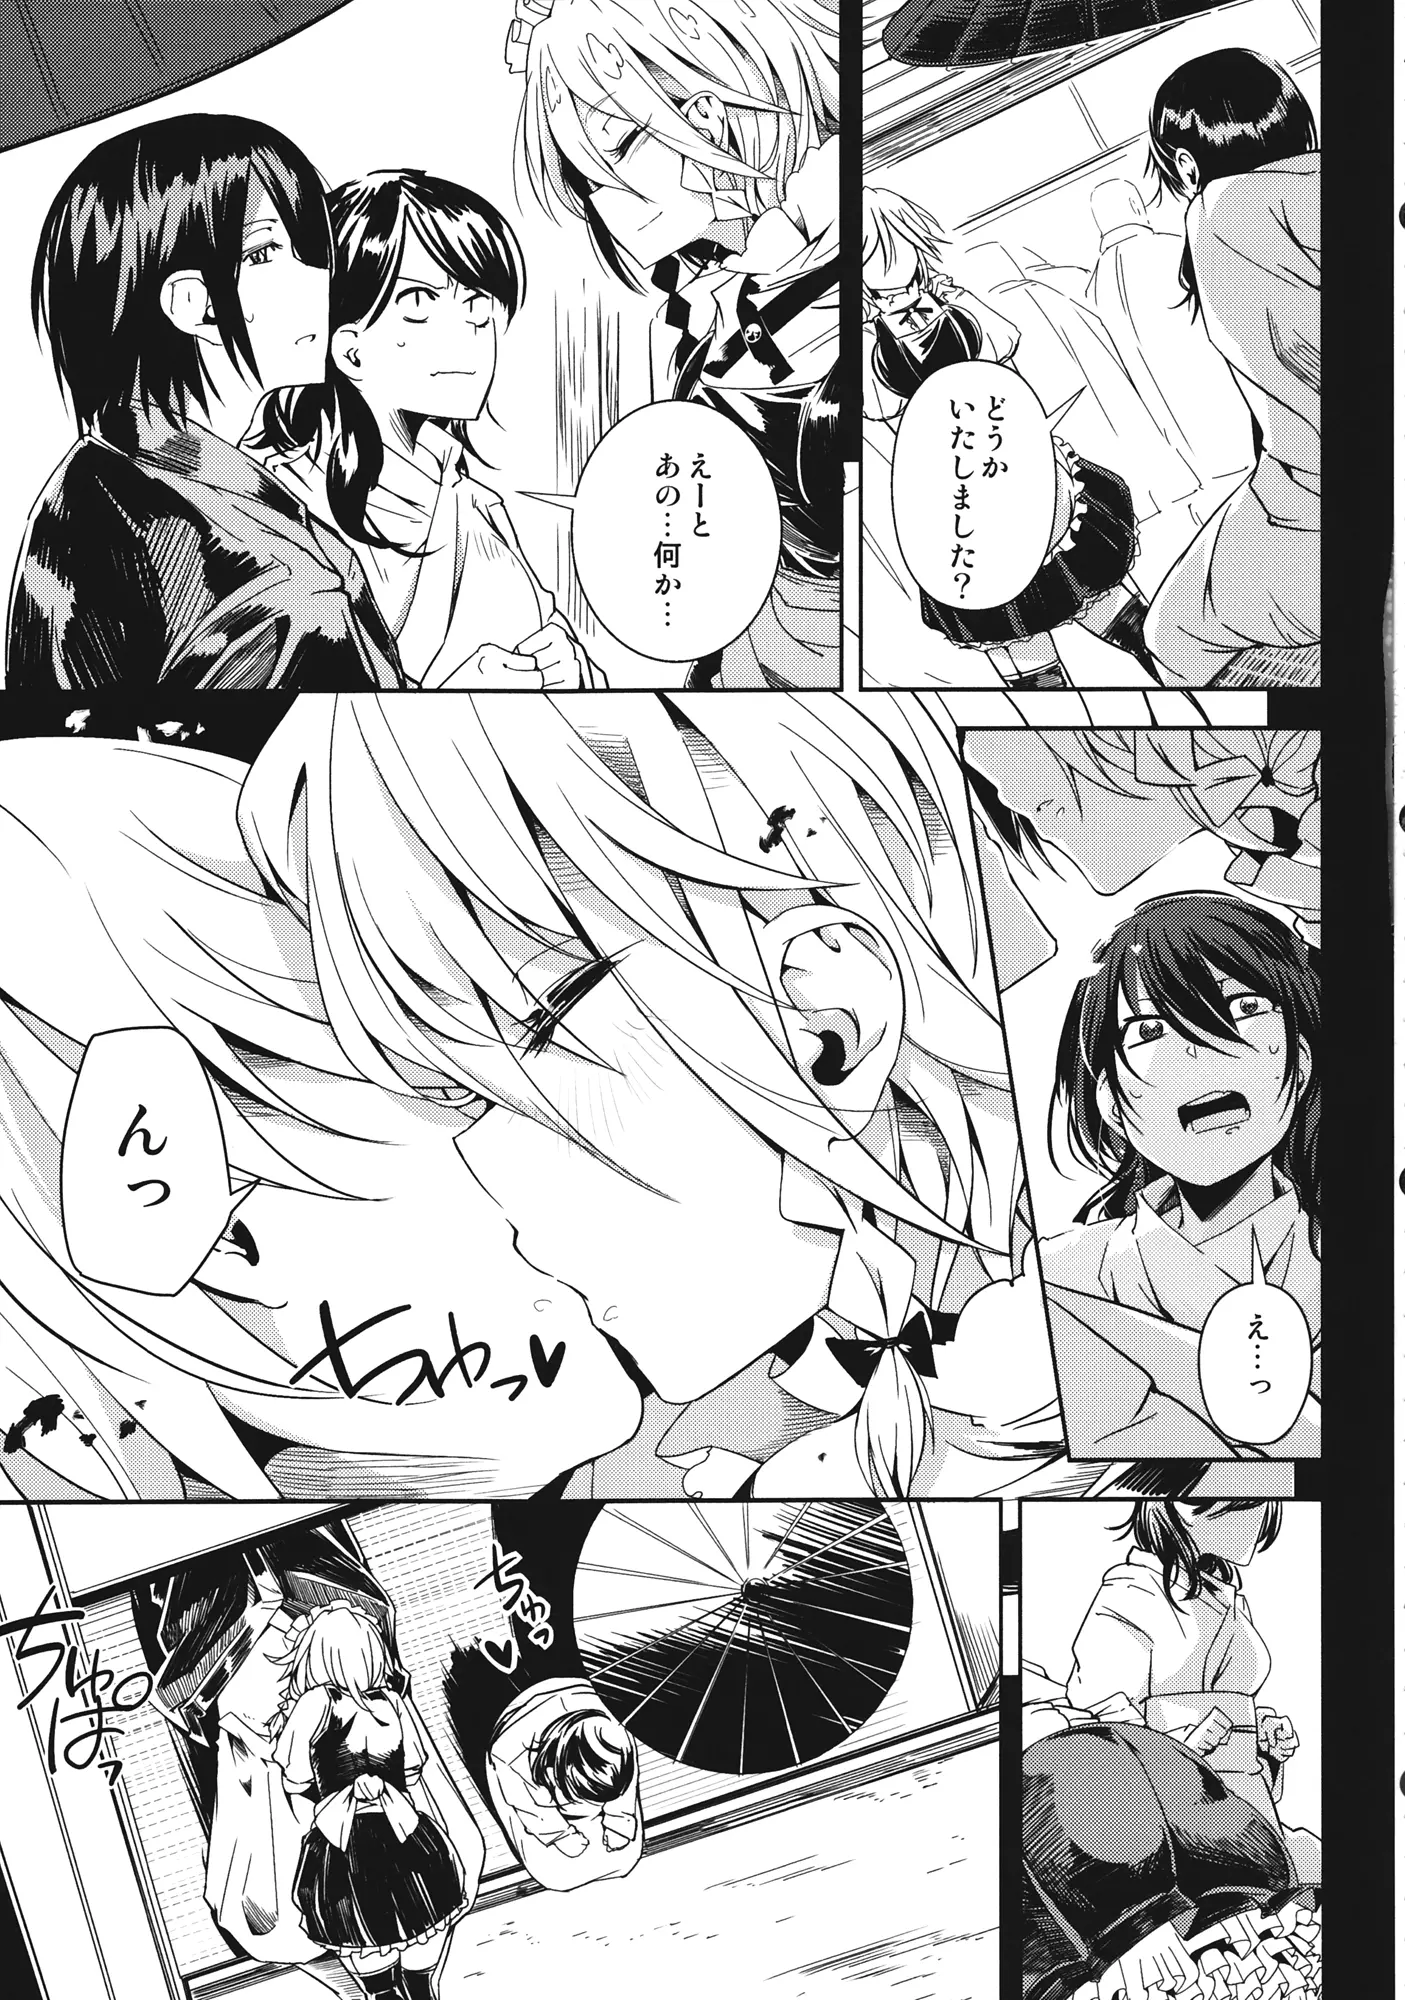 どうか
いたしました？
えーと
あの…何か…
え…っ
んっ
ちゅっ♥
ちゅっ♥
ちゅぱ。っ